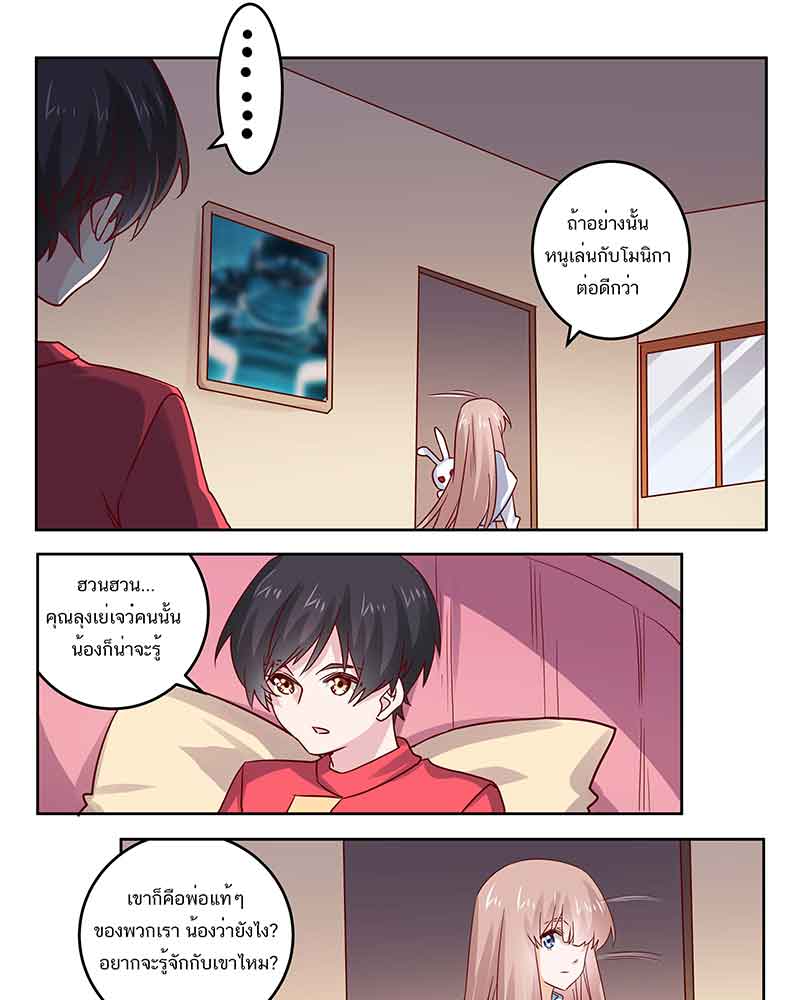 ......
ถ้าอย่างนั้น
หนูเล่นกับโมนิกา
ต่อดีกว่า
ฮวนฮวน...
คุณลุงเย่เจว๋คนนั้น
น้องก็น่าจะรู้
เขาก็คือพ่อแท้ๆ
ของพวกเรา น้องว่ายังไง?
อยากจะรู้จักกับเขาไหม?